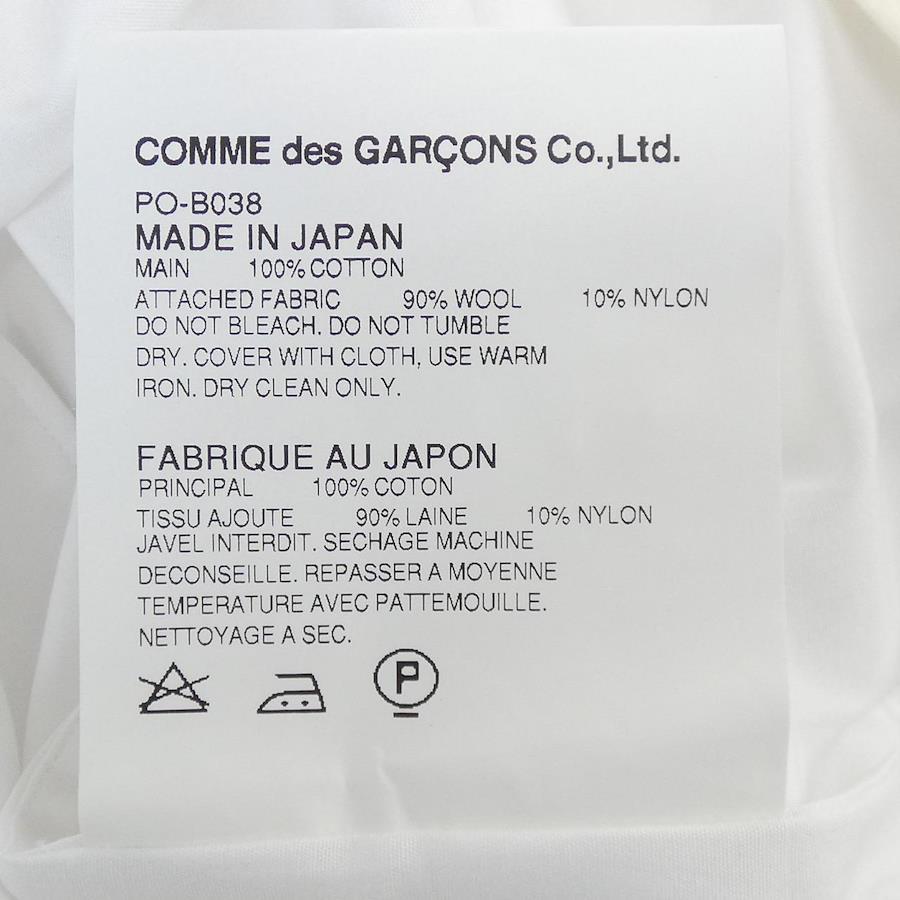 COMME des GARÇONS Co.,Ltd.
PO-B038
MADE IN JAPAN
MAIN 100% COTTON
ATTACHED FABRIC 90% WOOL 10% NYLON
DO NOT BLEACH. DO NOT TUMBLE
DRY. COVER WITH CLOTH, USE WARM
IRON. DRY CLEAN ONLY.
FABRIQUE AU JAPON
PRINCIPAL 100% COTON
TISSU AJOUTE 90% LAINE 10% NYLON
JAVEL INTERDIT. SECHAGE MACHINE
DECONSEILLE. REPASSER A MOYENNE
TEMPERATURE AVEC PATTEMOUILLE.
NETTOYAGE A SEC.
P